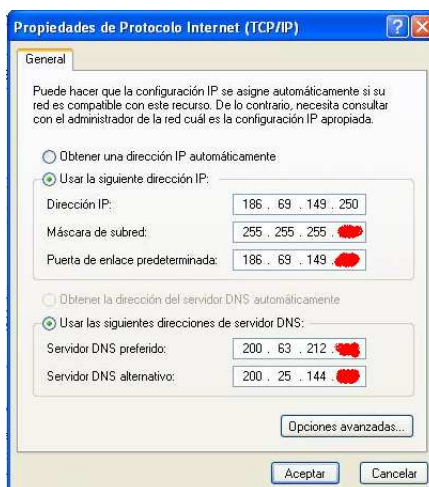 Propiedades de Protocolo Internet (TCP/IP)
General
Puede hacer que la configuración IP se asigne automáticamente si su
red es compatible con este recurso. De lo contrario, necesita consultar
con el administrador de la red cuál es la configuración IP apropiada.
Obtener una dirección IP automáticamente
Usar la siguiente dirección IP:
Dirección IP: 186 . 69 . 149 . 250
Máscara de subred: 255 . 255 . 255 .
Puerta de enlace predeterminada: 186 . 69 . 149 .
Obtener la dirección del servidor DNS automáticamente
Usar las siguientes direcciones de servidor DNS:
Servidor DNS preferido: 200 . 63 . 212 .
Servidor DNS alternativo: 200 . 25 . 144 .
Opciones avanzadas...
Aceptar Cancelar